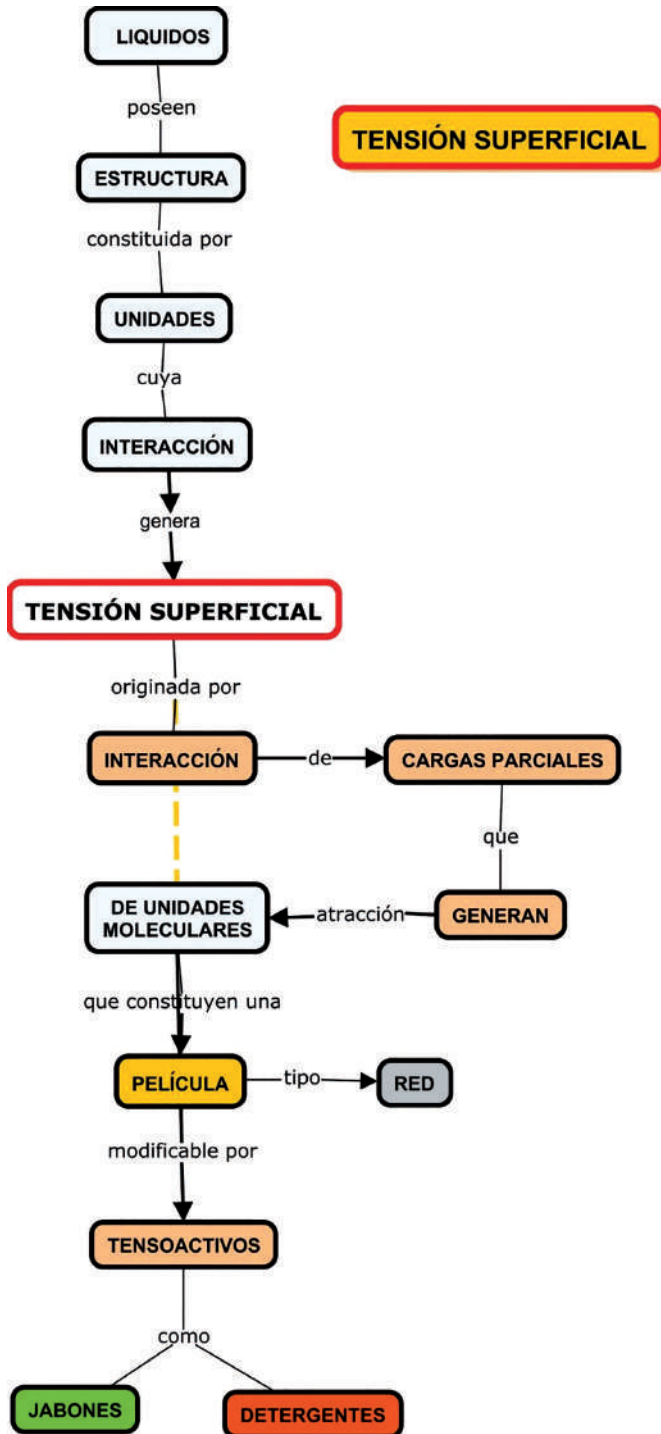 LIQUIDOS
poseen
TENSIÓN SUPERFICIAL
ESTRUCTURA
constituida por
UNIDADES
cuya
INTERACCIÓN
genera
TENSIÓN SUPERFICIAL
originada por
INTERACCIÓN
de
CARGAS PARCIALES
que
GENERAN
atracción
DE UNIDADES
MOLECULARES
que constituyen una
PELÍCULA
tipo
RED
modificable por
TENSOACTIVOS
como
JABONES
DETERGENTES